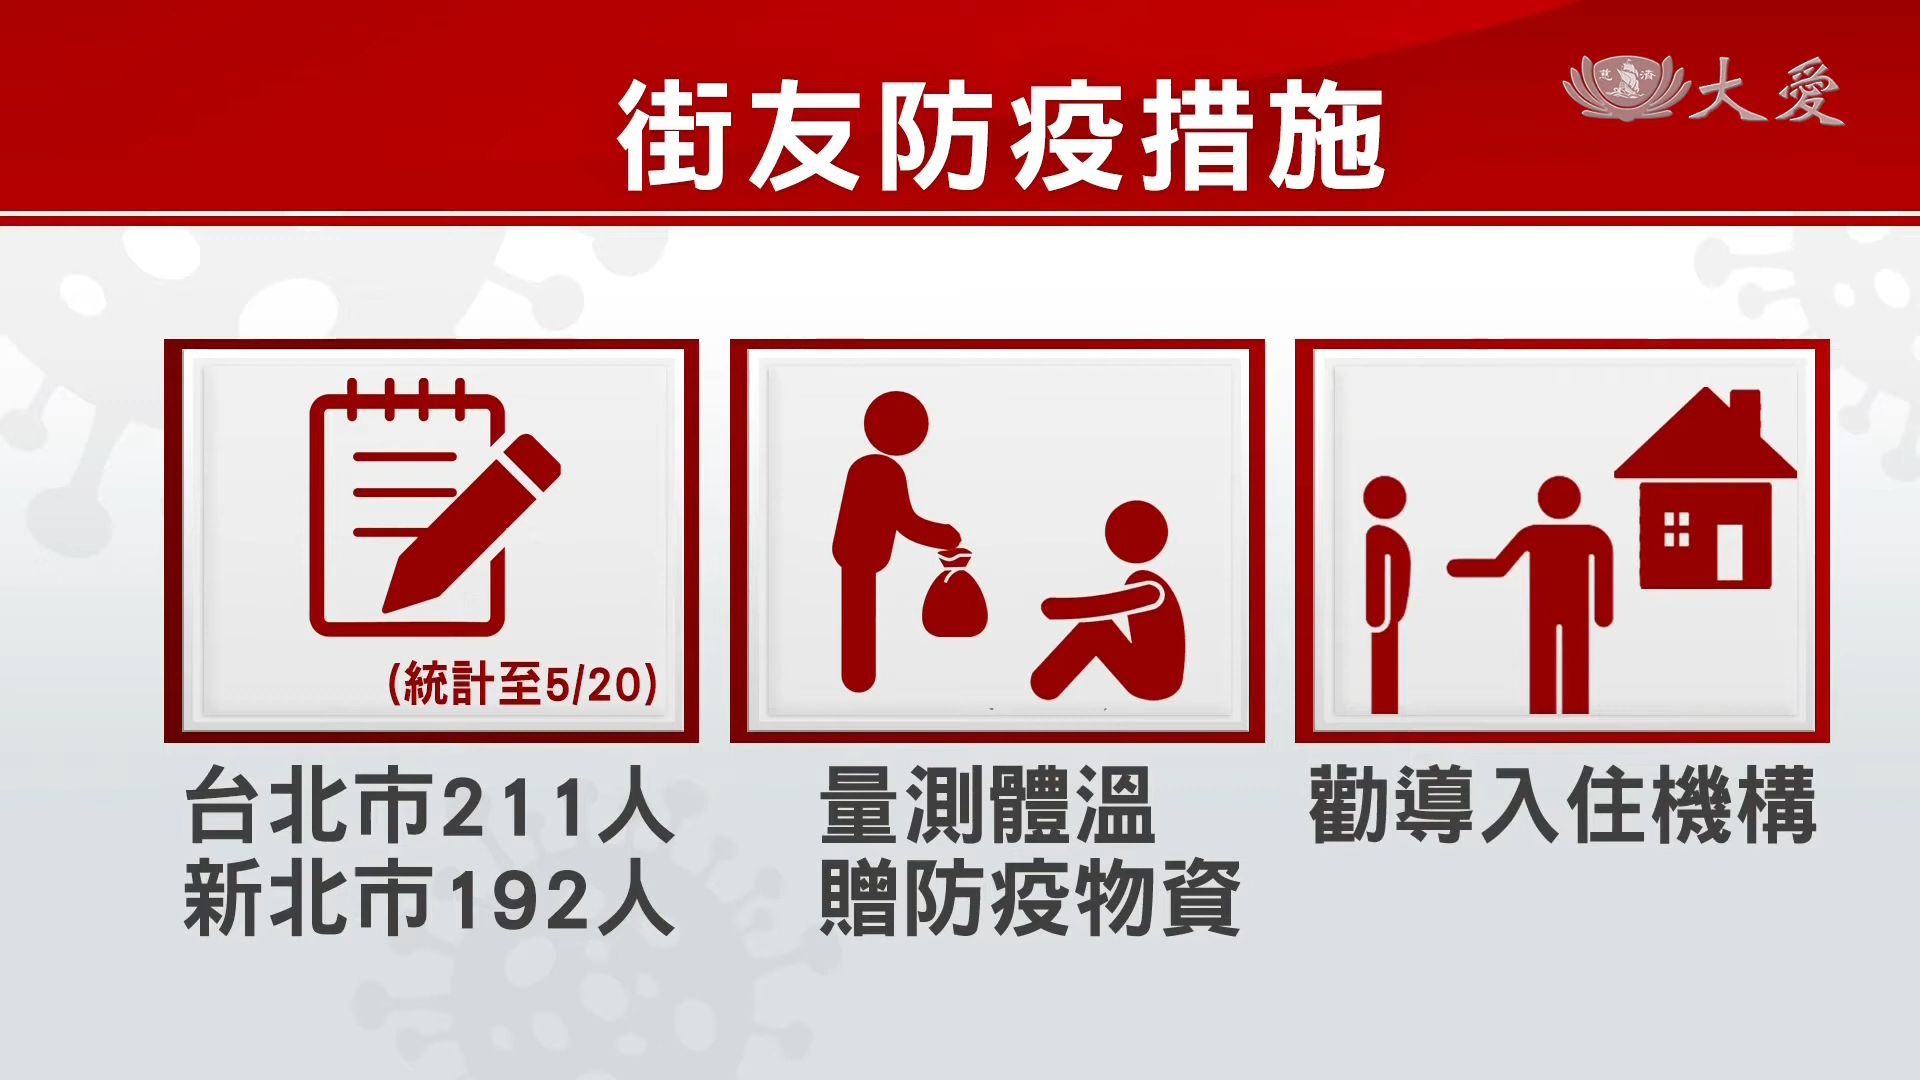 街友防疫措施
慈濟
大愛
(統計至5/20)
台北市211人
新北市192人
量測體溫
贈防疫物資
勸導入住機構